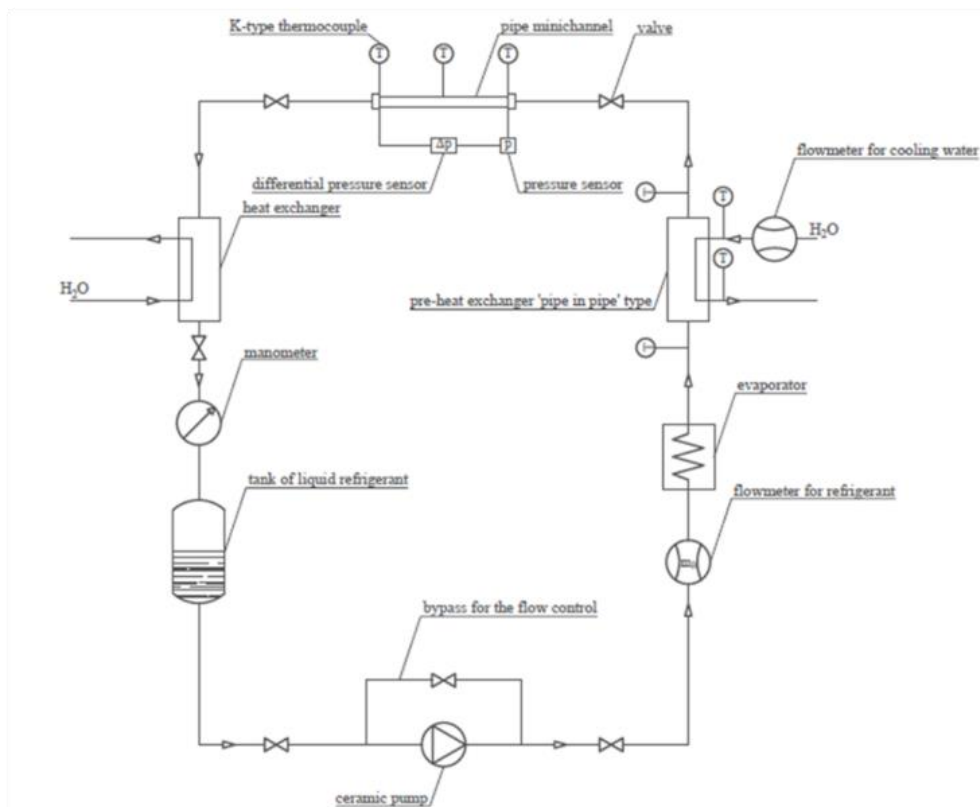 K-type thermocouple
pipe minichannel
valve
T
T
T
flowmeter for cooling water
Δp
p
differential pressure sensor
pressure sensor
heat exchanger
T
T
H₂O
T
H₂O
pre-heat exchanger 'pipe in pipe' type
manometer
T
evaporator
tank of liquid refrigerant
flowmeter for refrigerant
bypass for the flow control
ceramic pump